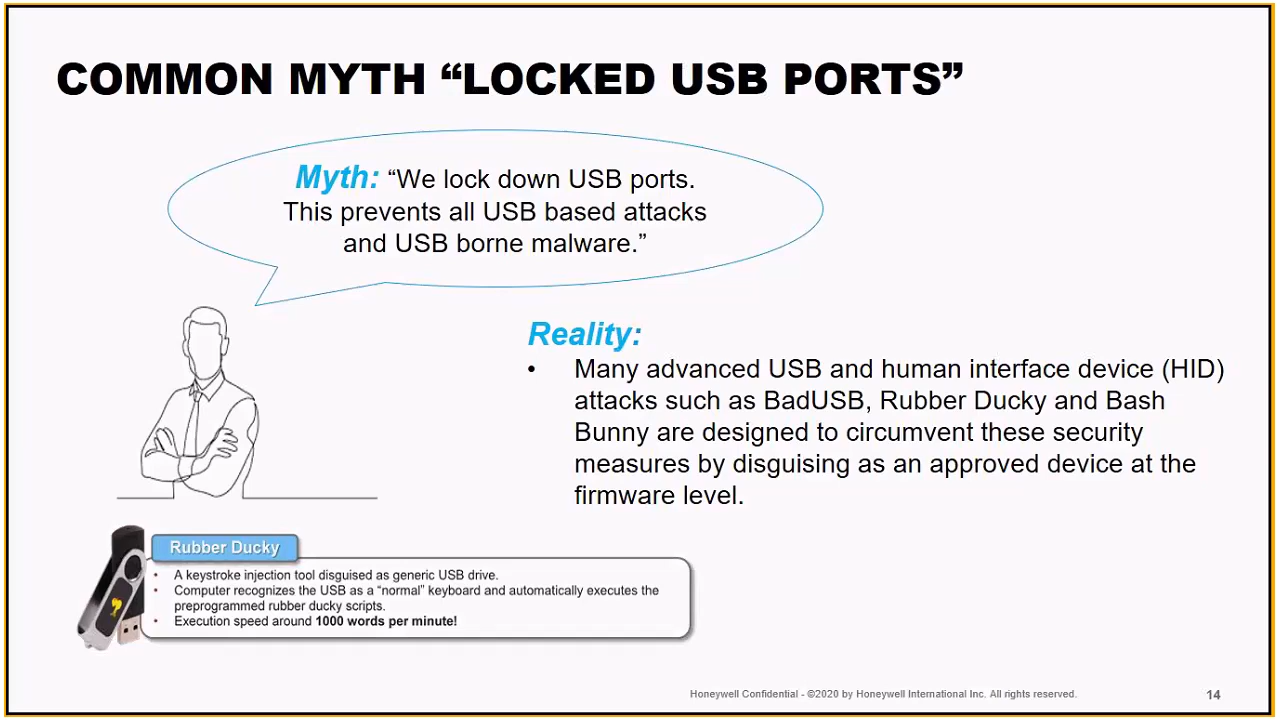 COMMON MYTH “LOCKED USB PORTS”
Myth: “We lock down USB ports.
This prevents all USB based attacks
and USB borne malware.”
Reality:
• Many advanced USB and human interface device (HID)
attacks such as BadUSB, Rubber Ducky and Bash
Bunny are designed to circumvent these security
measures by disguising as an approved device at the
firmware level.
Rubber Ducky
• A keystroke injection tool disguised as generic USB drive.
• Computer recognizes the USB as a “normal” keyboard and automatically executes the
preprogrammed rubber ducky scripts.
• Execution speed around 1000 words per minute!
Honeywell Confidential - ©2020 by Honeywell International Inc. All rights reserved.
14